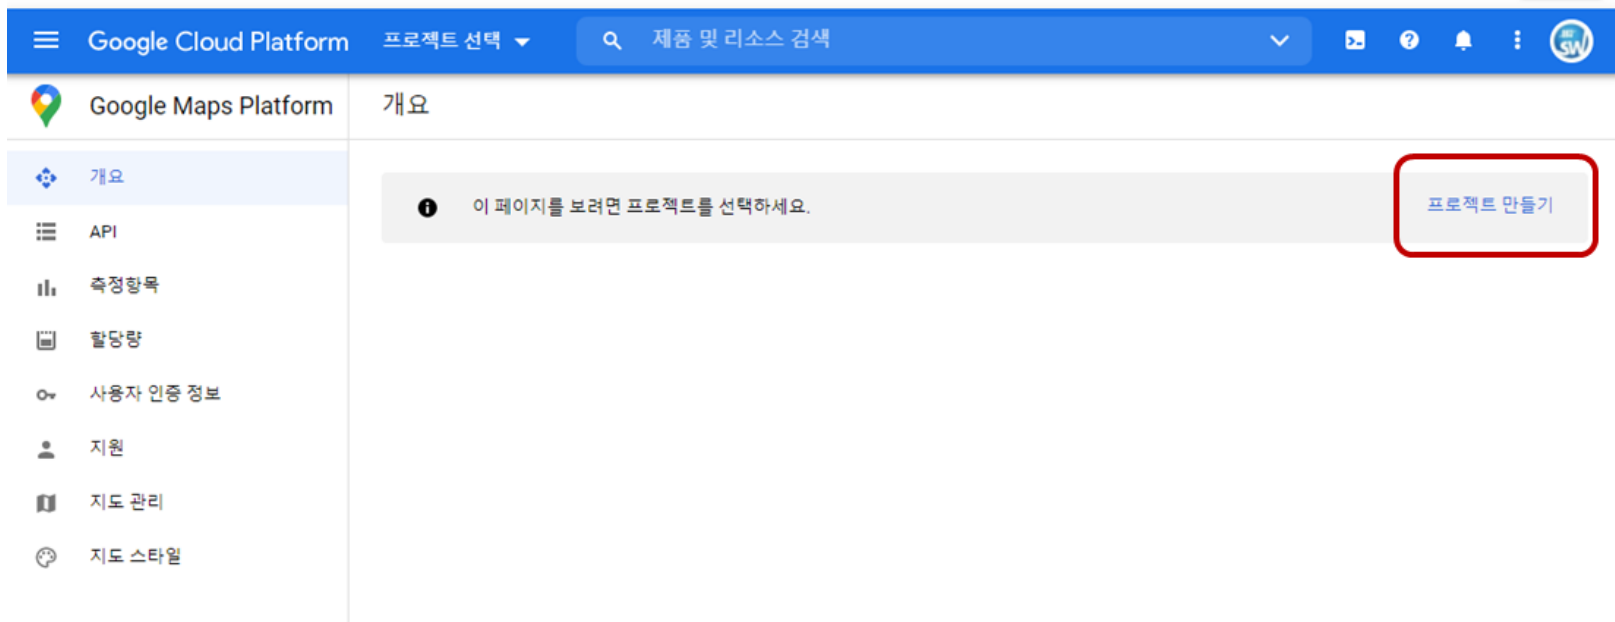 Google Cloud Platform 프로젝트 선택 제품 및 리소스 검색
Google Maps Platform 개요
개요
이 페이지를 보려면 프로젝트를 선택하세요. 프로젝트 만들기
API
측정항목
할당량
사용자 인증 정보
지원
지도 관리
지도 스타일
SW